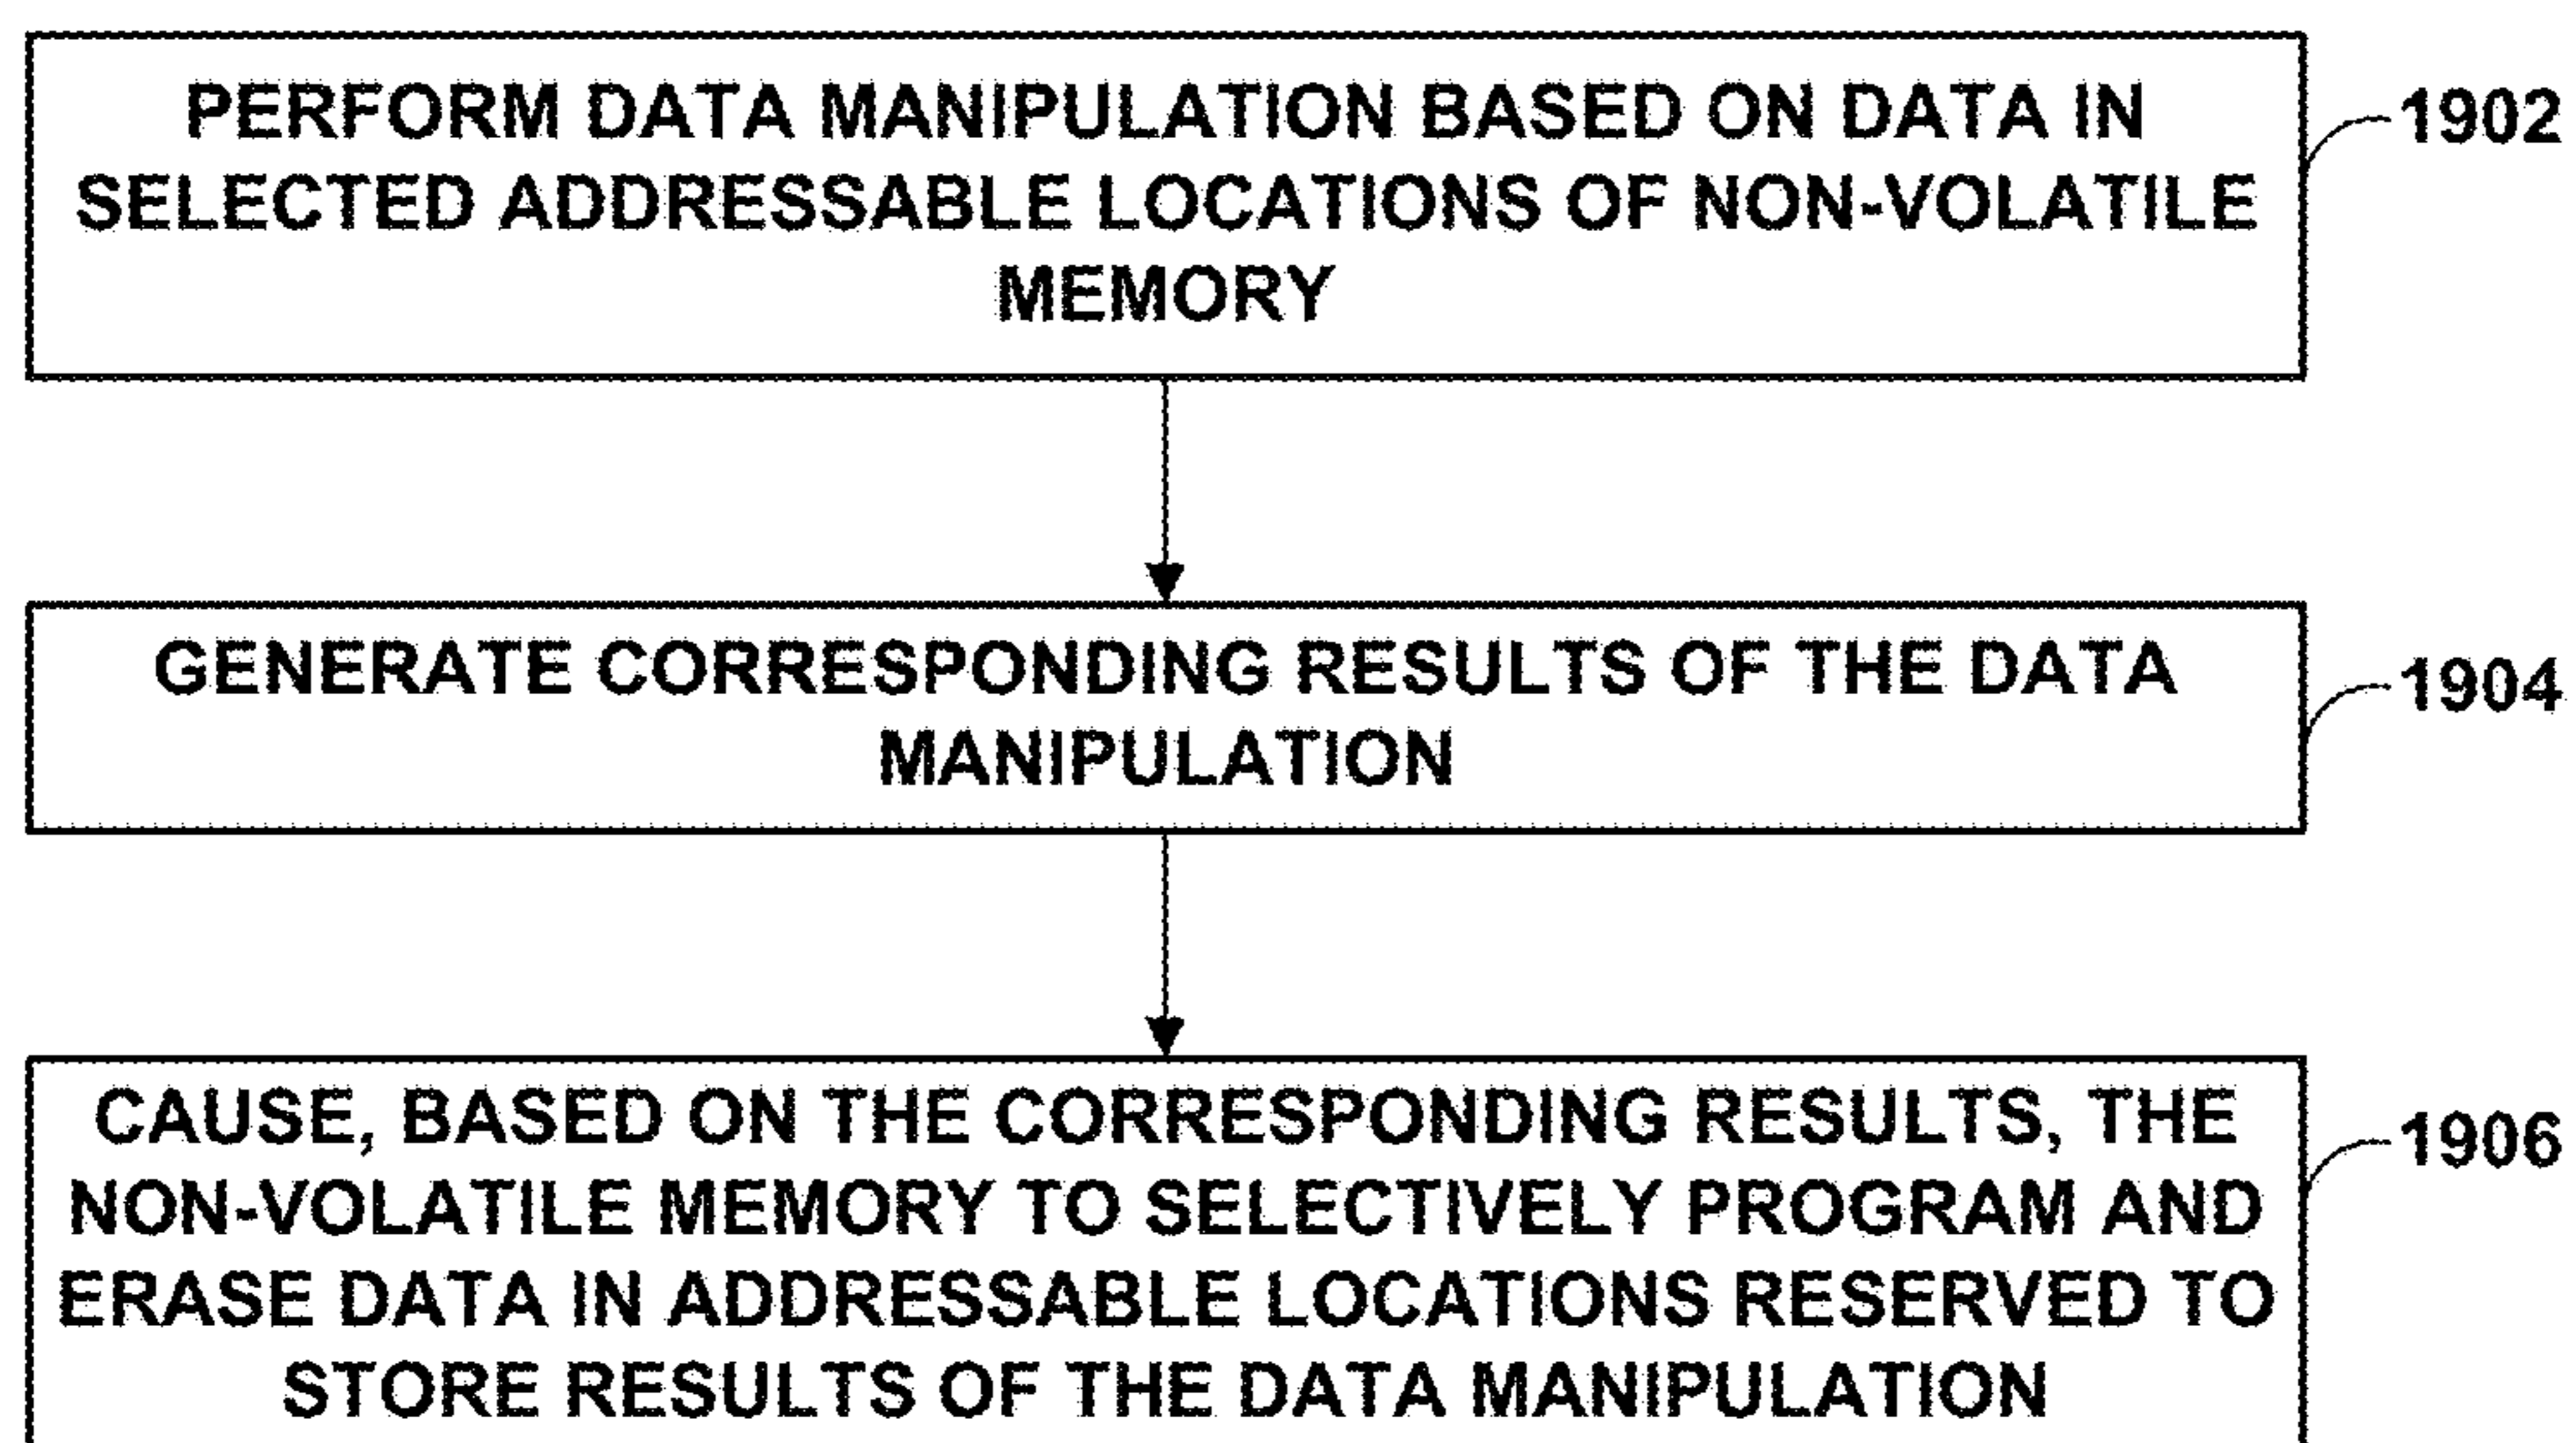 PERFORM DATA MANIPULATION BASED ON DATA IN
SELECTED ADDRESSABLE LOCATIONS OF NON-VOLATILE
MEMORY
1902
GENERATE CORRESPONDING RESULTS OF THE DATA
MANIPULATION
1904
CAUSE, BASED ON THE CORRESPONDING RESULTS, THE
NON-VOLATILE MEMORY TO SELECTIVELY PROGRAM AND
ERASE DATA IN ADDRESSABLE LOCATIONS RESERVED TO
STORE RESULTS OF THE DATA MANIPULATION
1906